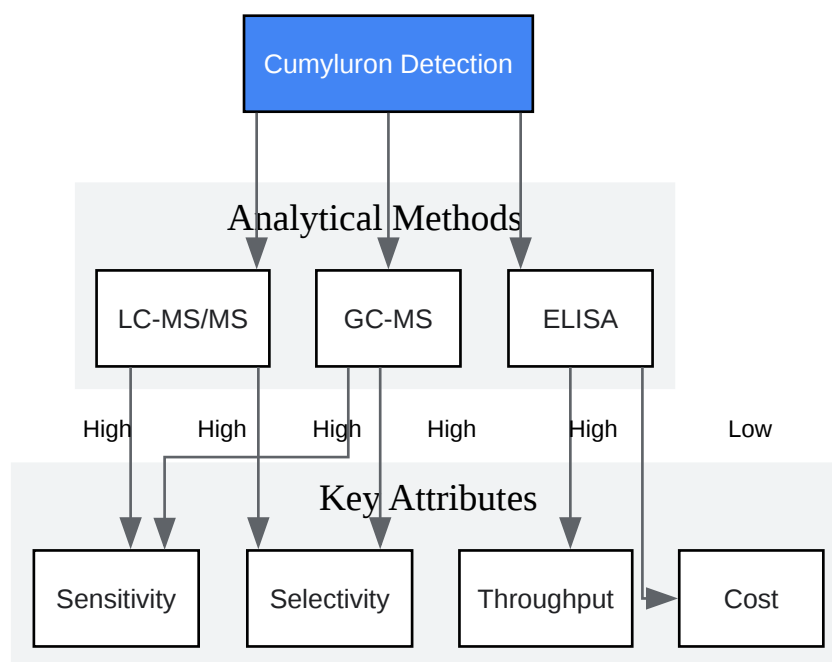 Cumyluron Detection
Analytical Methods
LC-MS/MS
GC-MS
ELISA
High
High
High
High
High
Low
Key Attributes
Sensitivity
Selectivity
Throughput
Cost